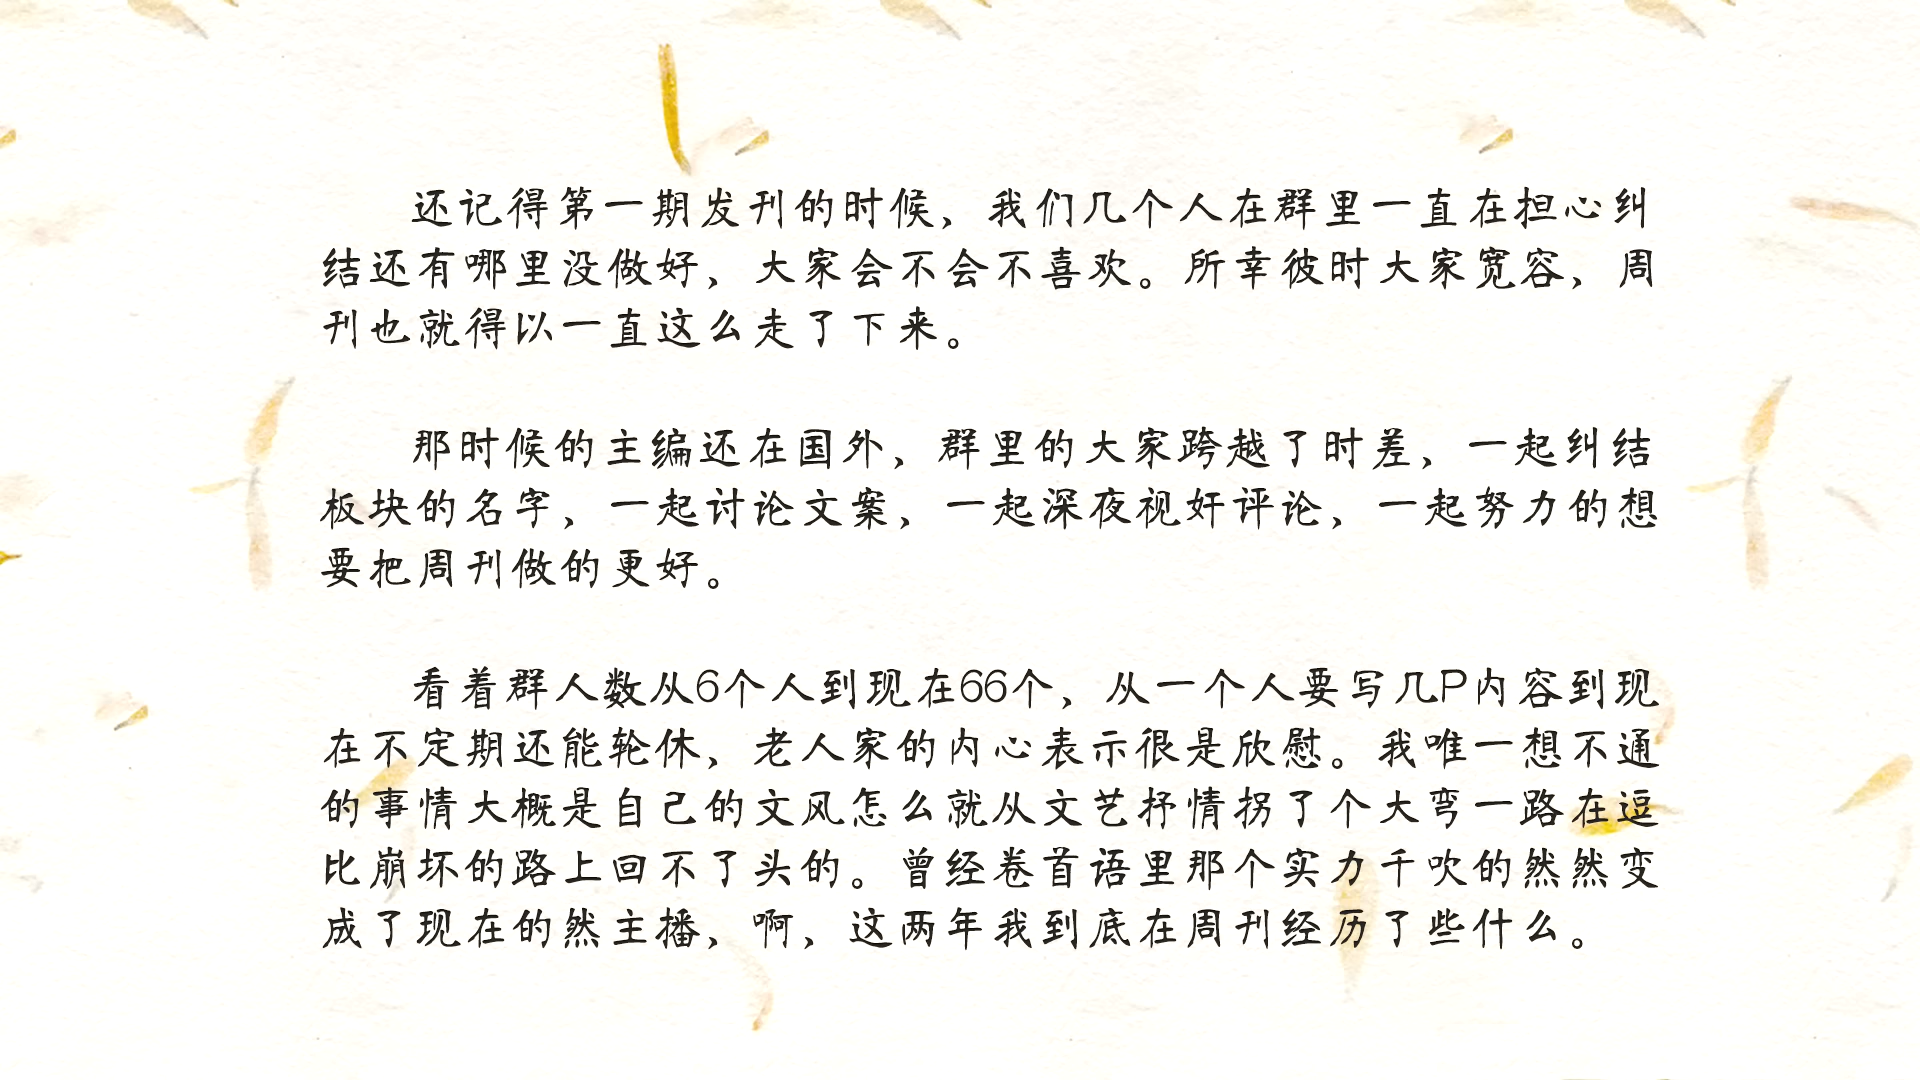 还记得第一期发刊的时候，我们几个人在群里一直在担心纠
结还有哪里没做好，大家会不会不喜欢。所幸彼时大家宽容，周
刊也就得以一直这么走了下来。
那时候的主编还在国外，群里的大家跨越了时差，一起纠结
板块的名字，一起讨论文案，一起深夜视奸评论，一起努力的想
要把周刊做的更好。
看着群人数从6个人到现在66个，从一个人要写几P内容到现
在不定期还能轮休，老人家的内心表示很是欣慰。我唯一想不通
的事情大概是自己的文风怎么就从文艺抒情拐了个大弯一路在逗
比崩坏的路上回不了头的。曾经卷首语里那个实力千吹的然然变
成了现在的然主播，啊，这两年我到底在周刊经历了些什么。